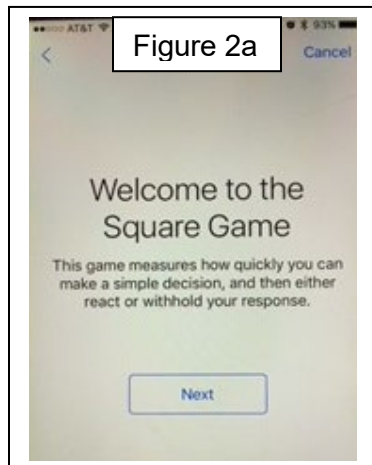 AT&T 93%
Figure 2a
< Cancel
Welcome to the
Square Game
This game measures how quickly you can
make a simple decision, and then either
react or withhold your response.
Next